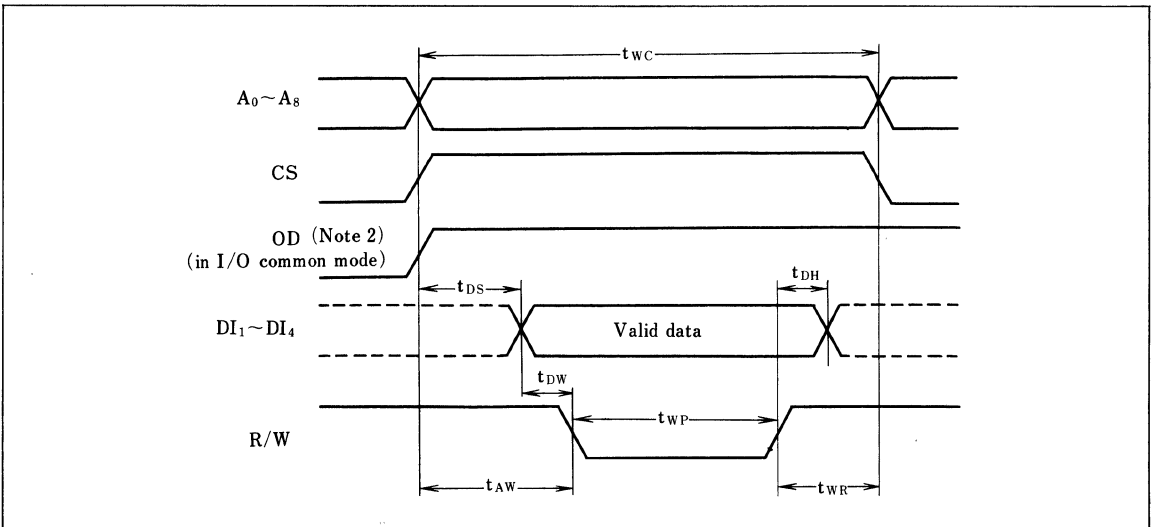 tWC
A0~A8
CS
OD (Note 2)
(in I/O common mode)
tDS
tDH
DI1~DI4
Valid data
tDW
tWP
R/W
tAW
tWR